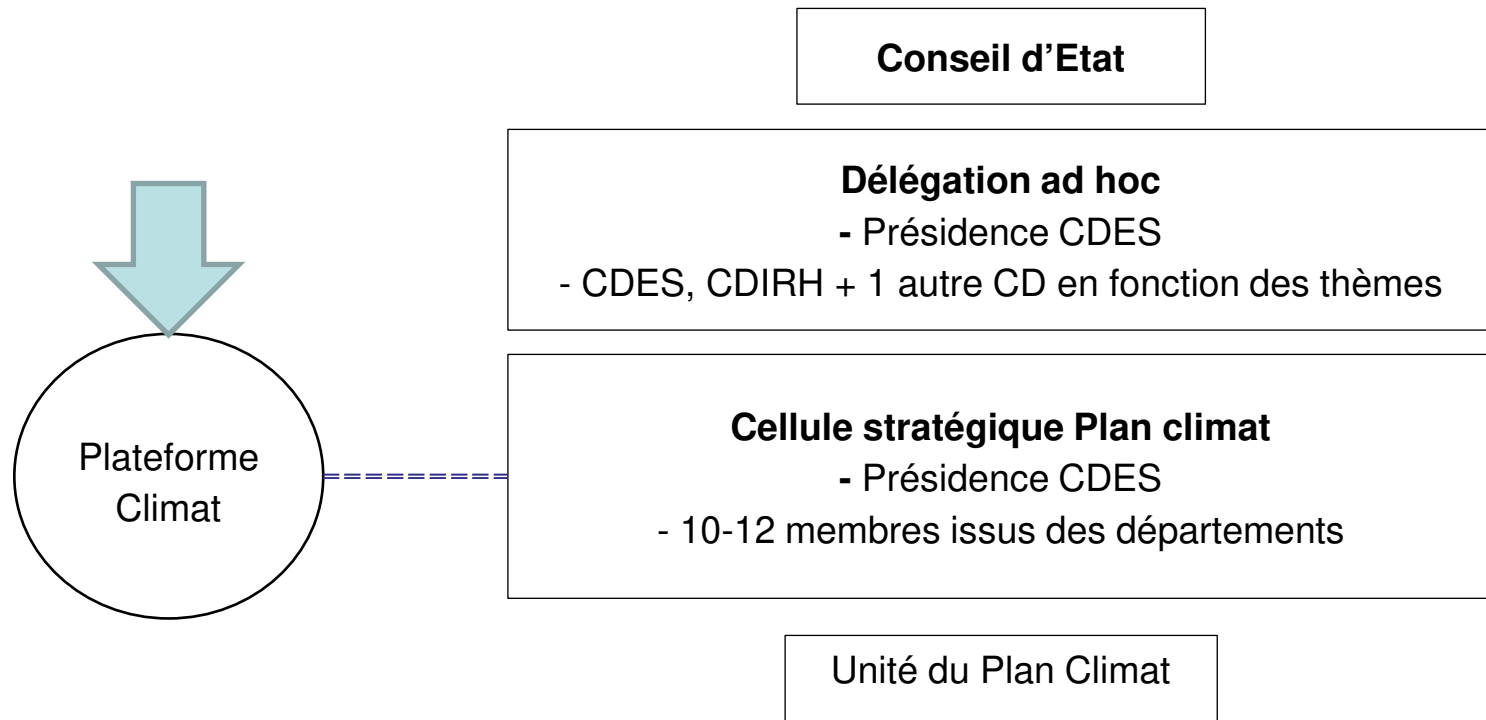 Conseil d’Etat
Délégation ad hoc
- Présidence CDES
- CDES, CDIRH + 1 autre CD en fonction des thèmes
Plateforme
Climat
Cellule stratégique Plan climat
- Présidence CDES
- 10-12 membres issus des départements
Unité du Plan Climat